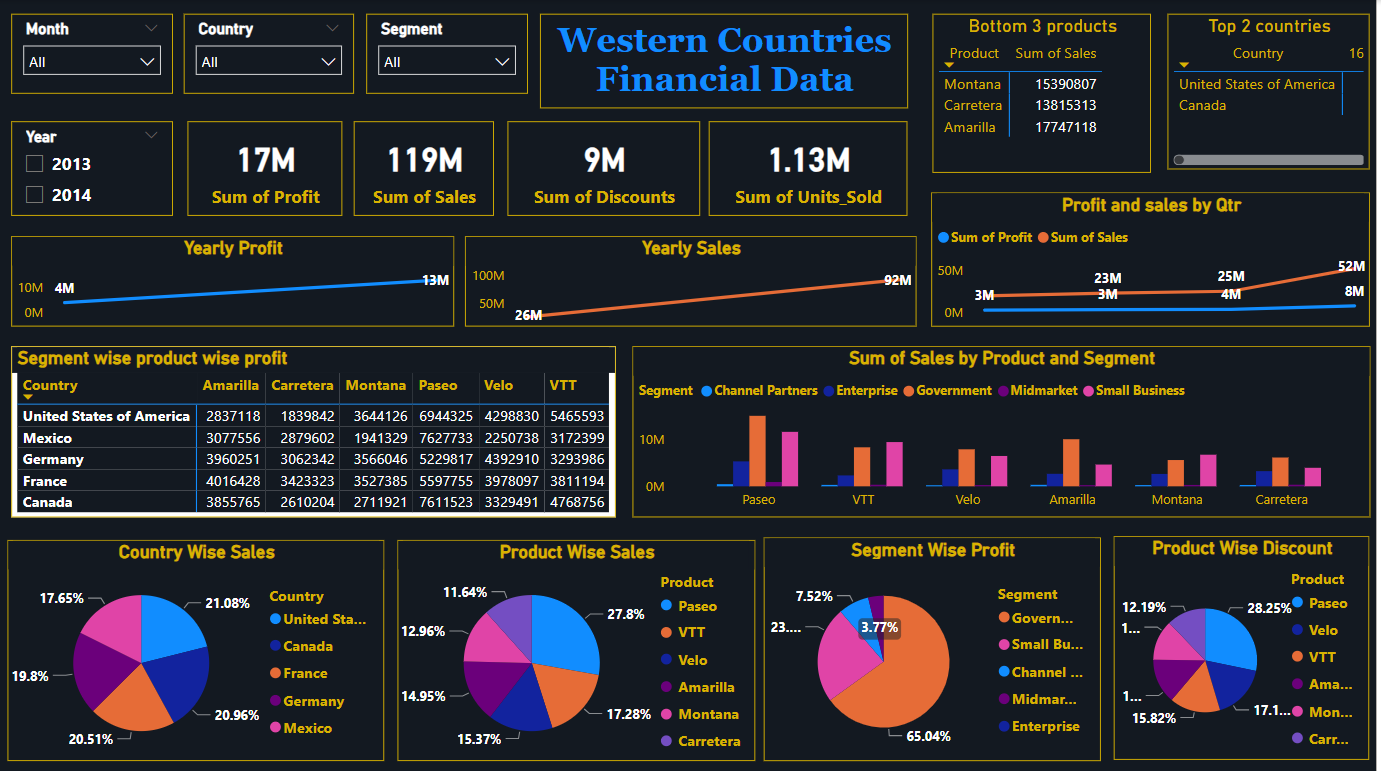 Month
All
Country
All
Segment
All
Western Countries
Financial Data
Bottom 3 products
Product Sum of Sales
Montana 15390807
Carretera 13815313
Amarilla 17747118
Top 2 countries
Country 16
United States of America
Canada
Year
2013
2014
17M
Sum of Profit
119M
Sum of Sales
9M
Sum of Discounts
1.13M
Sum of Units_Sold
Yearly Profit
10M
0M
4M
13M
Yearly Sales
100M
50M
26M
92M
Profit and sales by Qtr
Sum of Profit Sum of Sales
50M
0M
3M
23M
3M
25M
4M
52M
8M
Segment wise product wise profit
Country Amarilla Carretera Montana Paseo Velo VTT
United States of America 2837118 1839842 3644126 6944325 4298830 5465593
Mexico 3077556 2879602 1941329 7627733 2250738 3172399
Germany 3960251 3062342 3566046 5229817 4392910 3293986
France 4016428 3423323 3527385 5597755 3978097 3811194
Canada 3855765 2610204 2711921 7611523 3329491 4768756
Sum of Sales by Product and Segment
Segment Channel Partners Enterprise Government Midmarket Small Business
10M
0M
Paseo VTT Velo Amarilla Montana Carretera
Country Wise Sales
17.65%
21.08%
19.8%
20.96%
20.51%
Country
United Sta...
Canada
France
Germany
Mexico
Product Wise Sales
11.64%
27.8%
12.96%
14.95%
17.28%
15.37%
Product
Paseo
VTT
Velo
Amarilla
Montana
Carretera
Segment Wise Profit
7.52%
3.77%
23....
65.04%
Segment
Govern...
Small Bu...
Channel ...
Midmar...
Enterprise
Product Wise Discount
12.19%
28.25%
1...
1...
15.82%
17.1...
Product
Paseo
Velo
VTT
Ama...
Mon...
Carr...